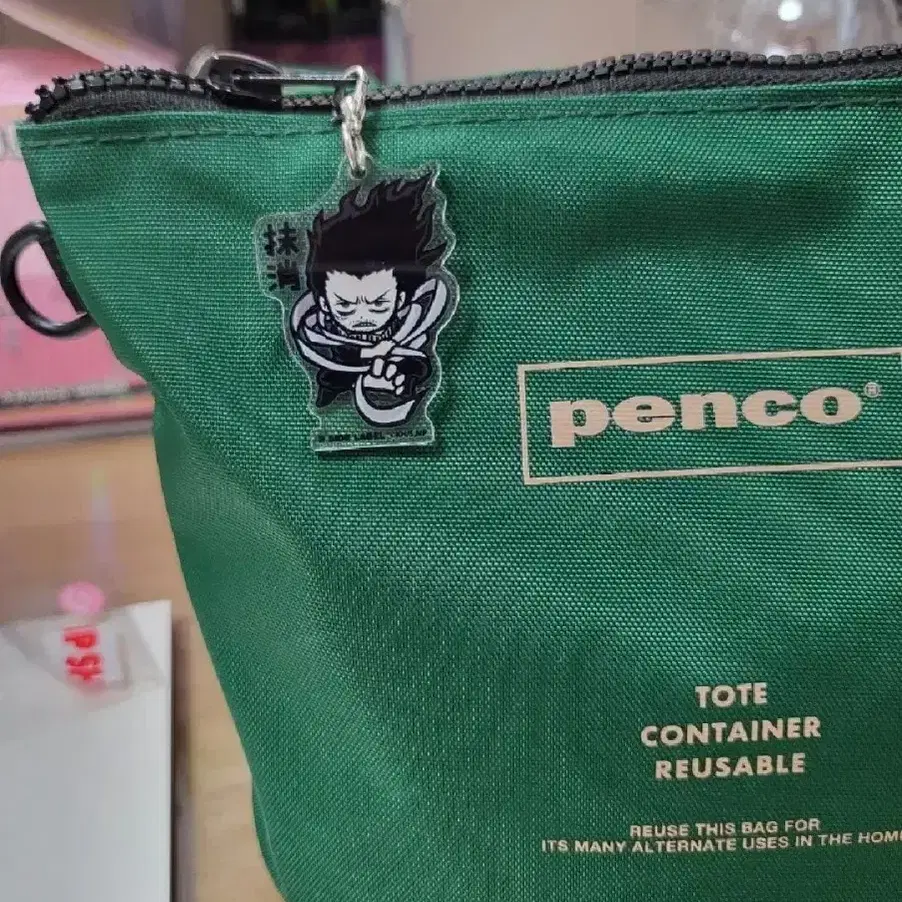 抹
消
penco®
TOTE
CONTAINER
REUSABLE
REUSE THIS BAG FOR
ITS MANY ALTERNATE USES IN THE HOM